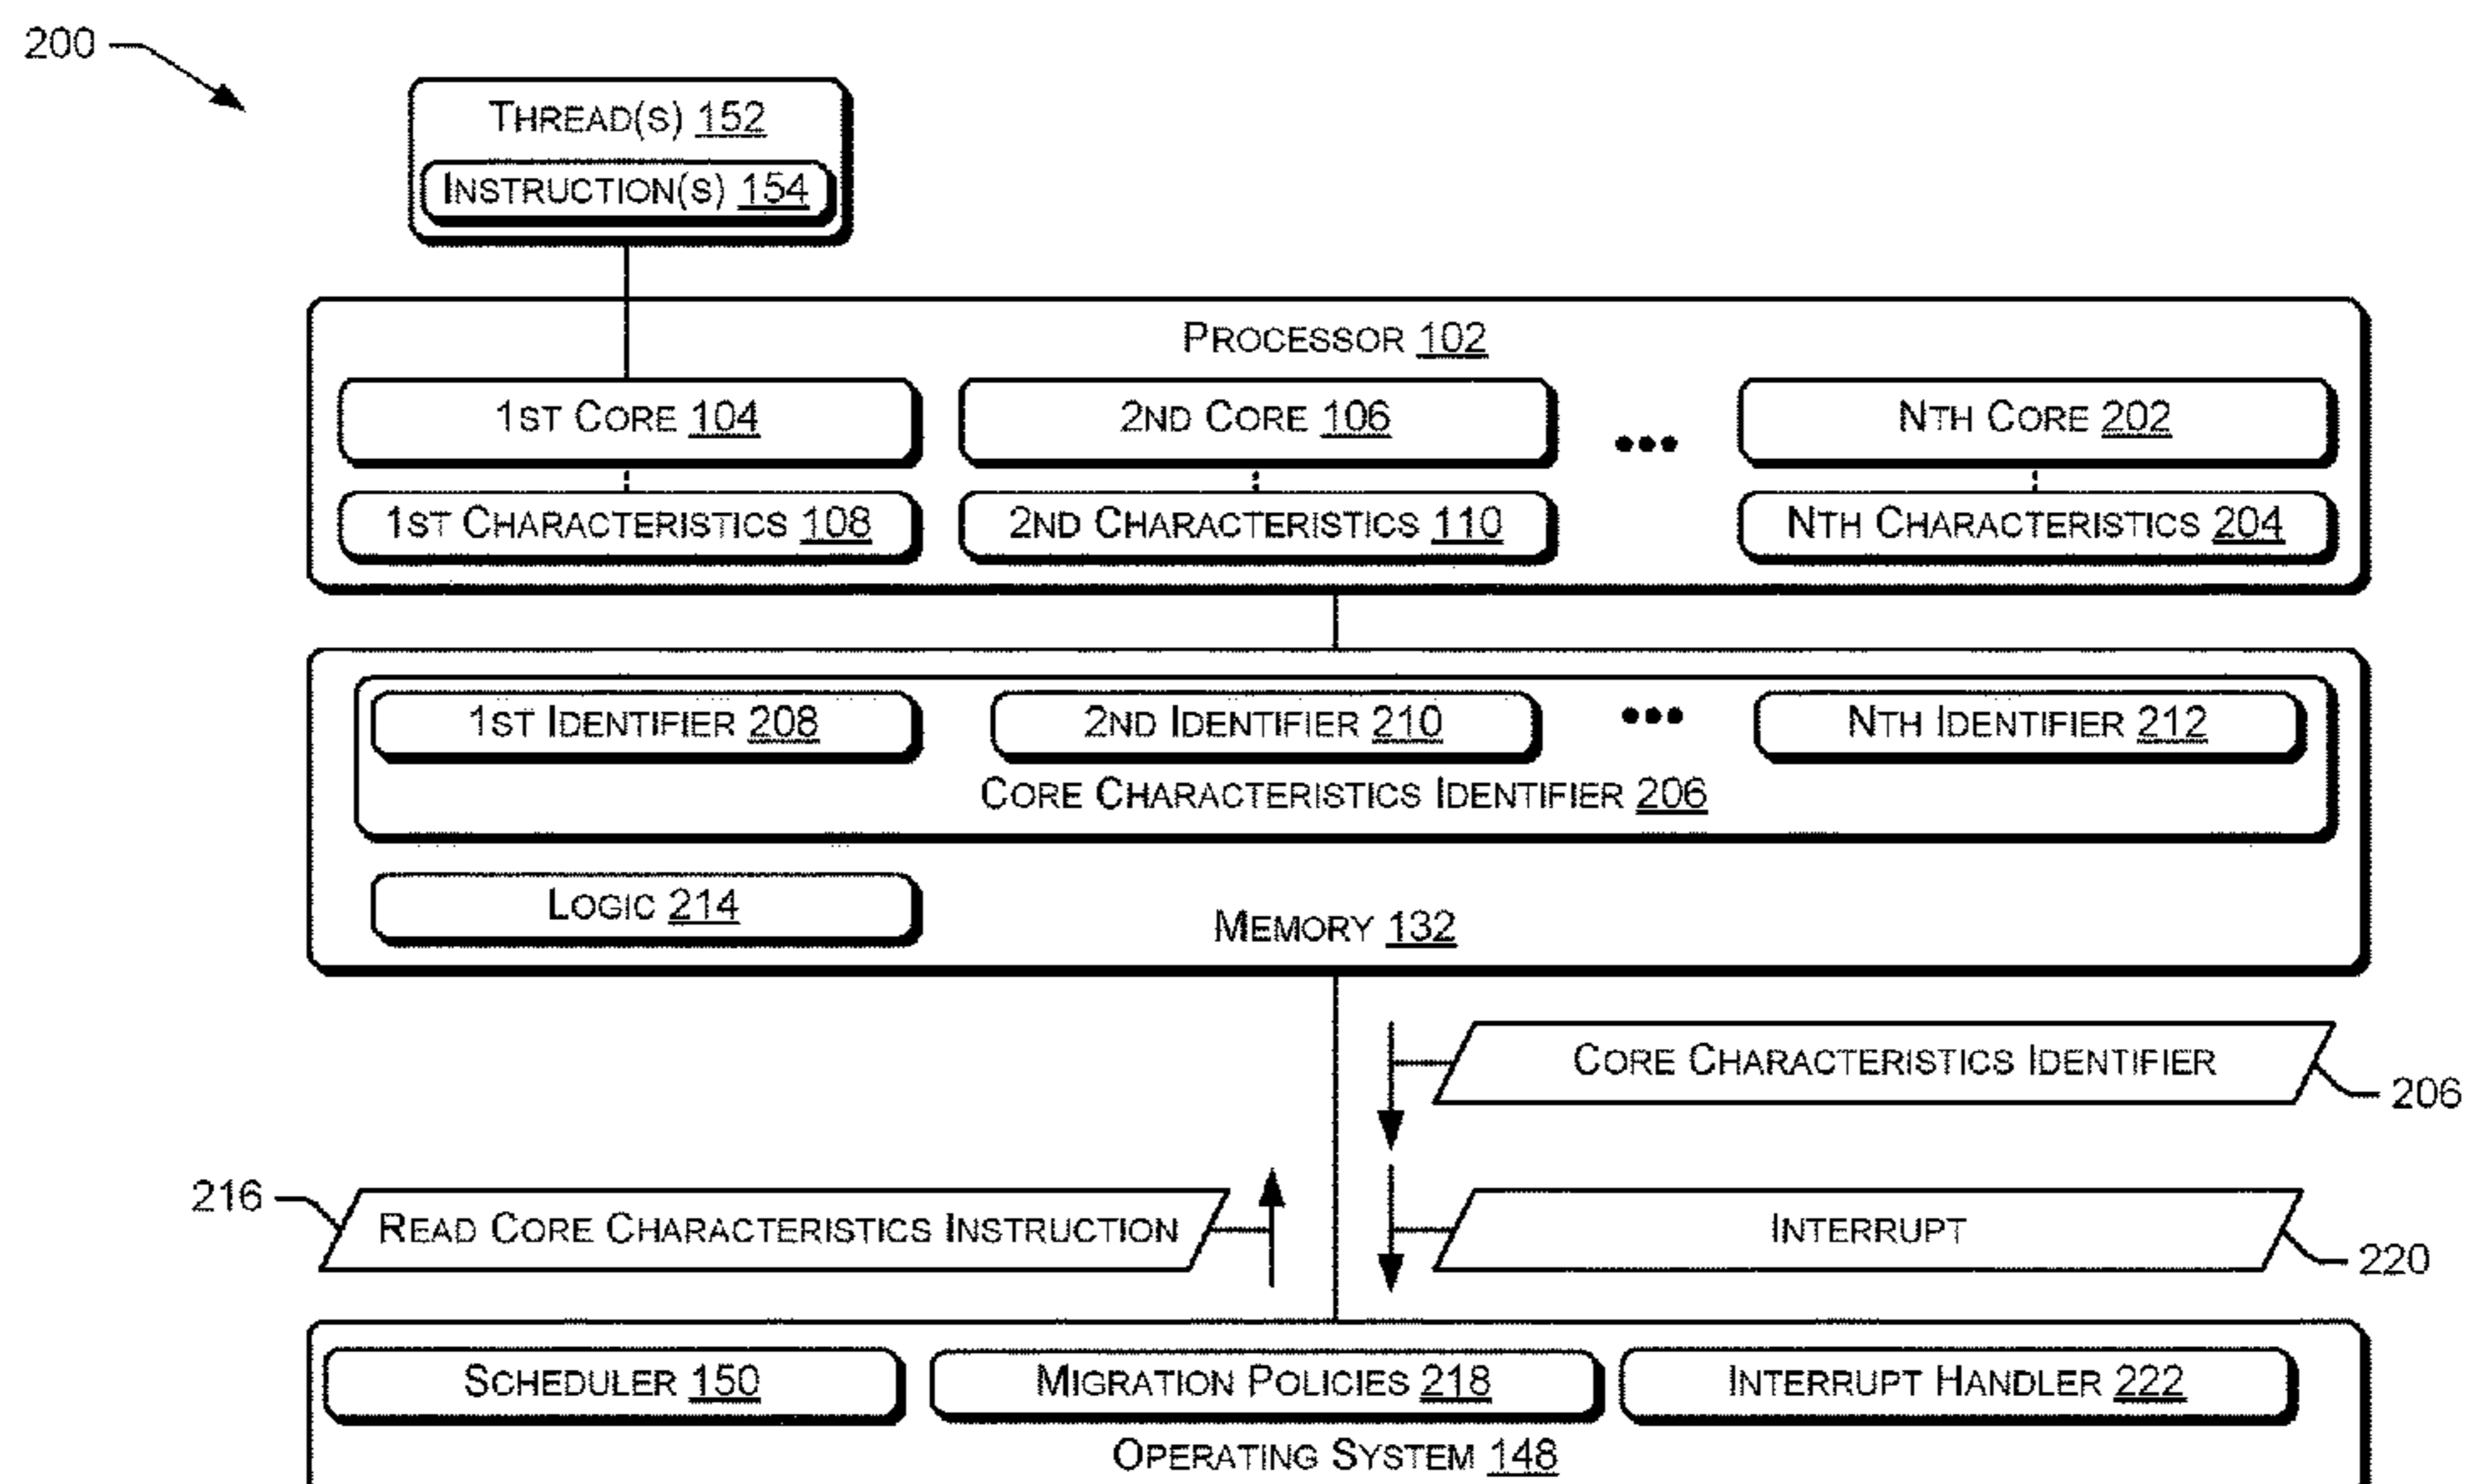 200
THREAD(S) 152
INSTRUCTION(S) 154
PROCESSOR 102
1ST CORE 104
2ND CORE 106
•••
NTH CORE 202
1ST CHARACTERISTICS 108
2ND CHARACTERISTICS 110
NTH CHARACTERISTICS 204
1ST IDENTIFIER 208
2ND IDENTIFIER 210
•••
NTH IDENTIFIER 212
CORE CHARACTERISTICS IDENTIFIER 206
LOGIC 214
MEMORY 132
CORE CHARACTERISTICS IDENTIFIER
206
216
READ CORE CHARACTERISTICS INSTRUCTION
INTERRUPT
220
SCHEDULER 150
MIGRATION POLICIES 218
INTERRUPT HANDLER 222
OPERATING SYSTEM 148